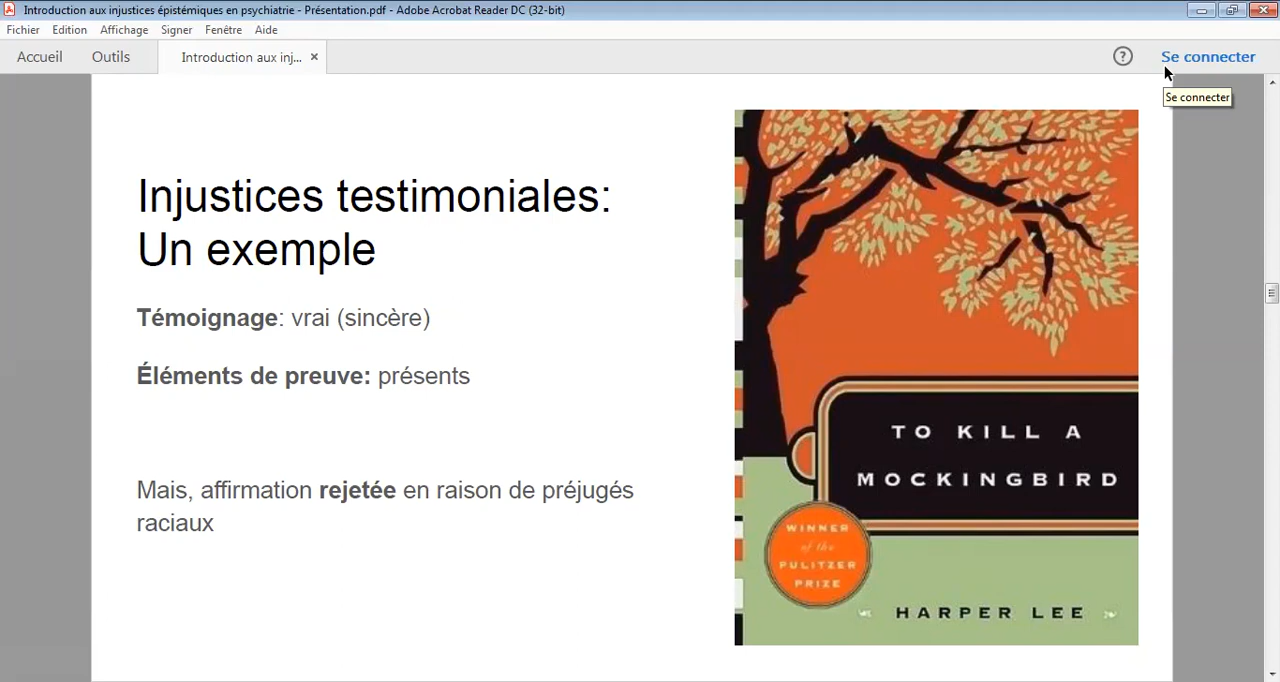 Introduction aux injustices épistémiques en psychiatrie - Présentation.pdf - Adobe Acrobat Reader DC (32-bit)
Fichier Edition Affichage Signer Fenêtre Aide
Accueil Outils Introduction aux inj... × ? Se connecter
Se connecter
Injustices testimoniales:
Un exemple
Témoignage: vrai (sincère)
Éléments de preuve: présents
Mais, affirmation rejetée en raison de préjugés
raciaux
TO KILL A
MOCKINGBIRD
WINNER
of the
PULITZER
PRIZE
HARPER LEE